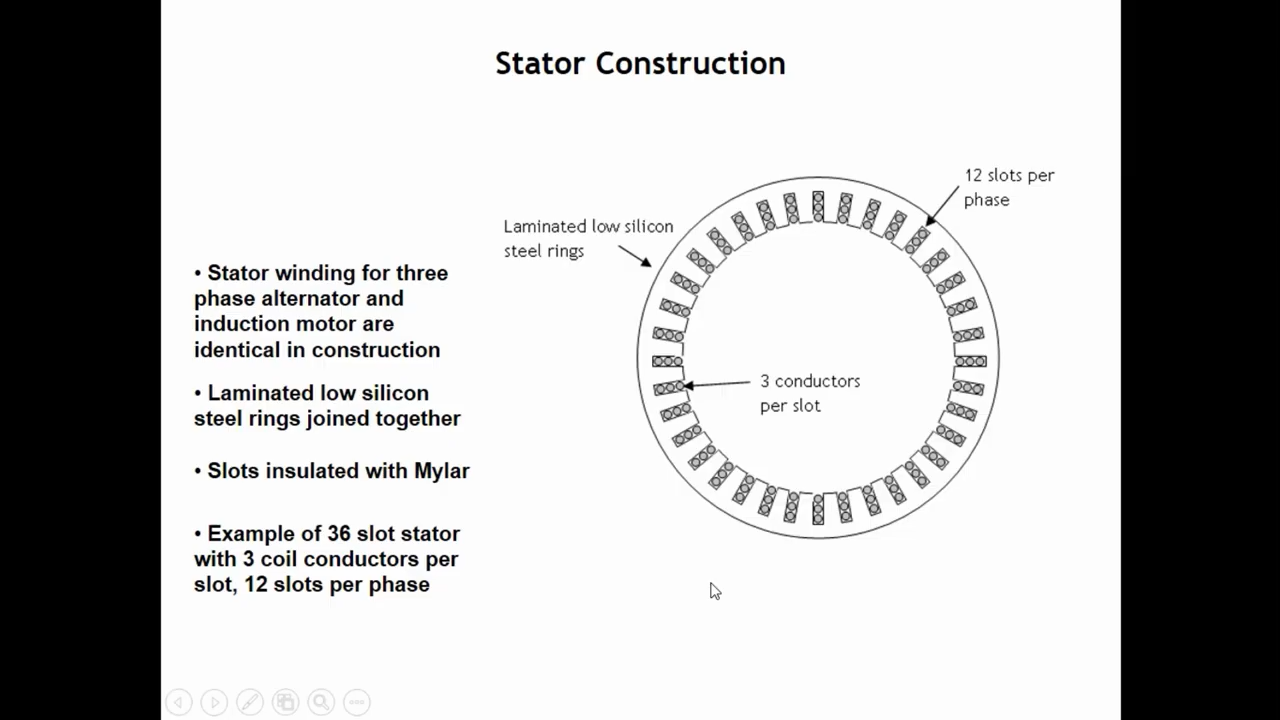 Stator Construction
12 slots per
phase
Laminated low silicon
steel rings
• Stator winding for three
phase alternator and
induction motor are
identical in construction
• Laminated low silicon
steel rings joined together
3 conductors
per slot
• Slots insulated with Mylar
• Example of 36 slot stator
with 3 coil conductors per
slot, 12 slots per phase